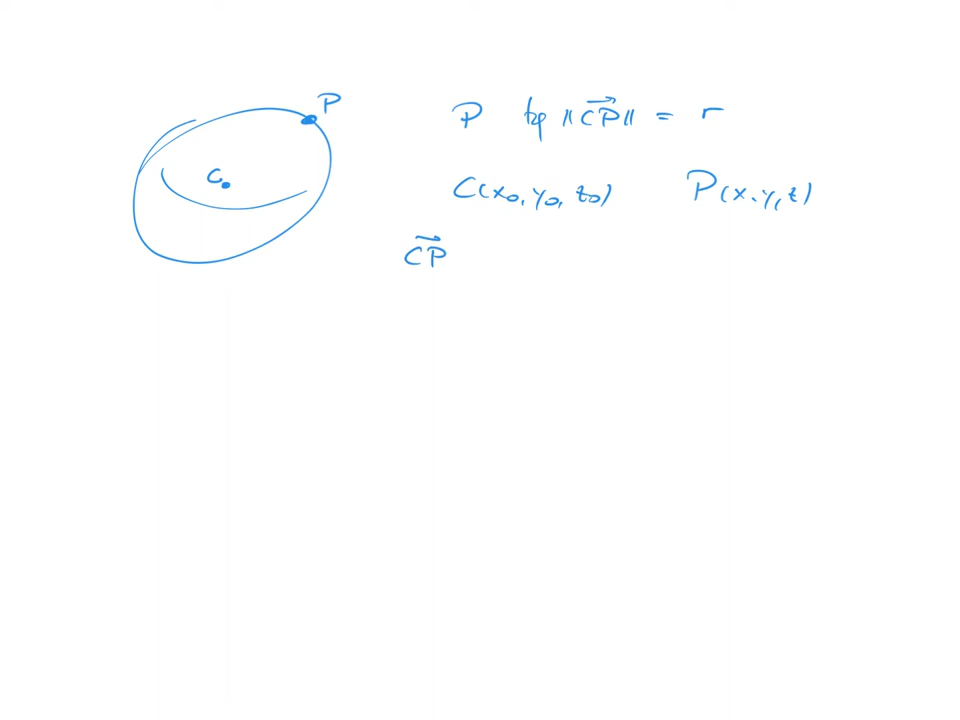 P
P tq ||CP→|| = r
C.
C(x0, y0, z0) P(x, y, z)
CP→